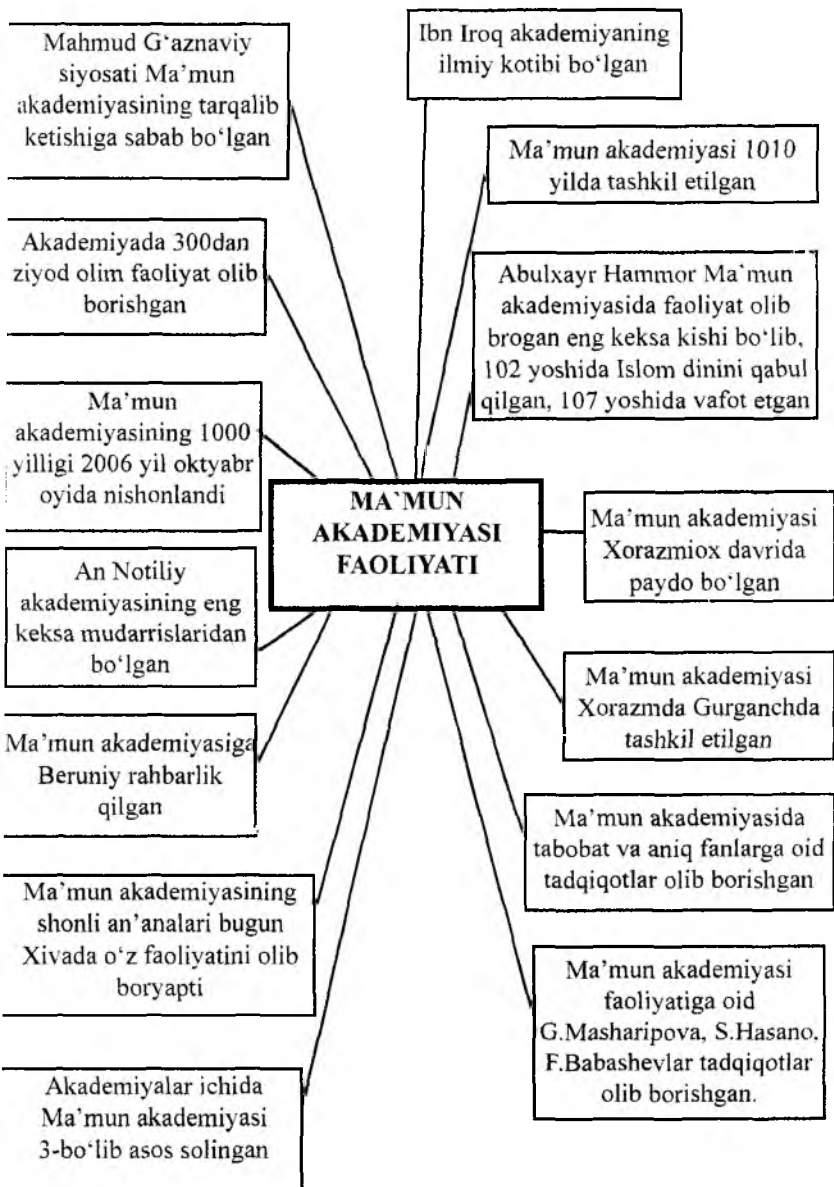 Mahmud G‘aznaviy
siyosati Ma’mun
akademiyasining tarqalib
ketishiga sabab bo‘lgan
Ibn Iroq akademiyaning
ilmiy kotibi bo‘lgan
Ma’mun akademiyasi 1010
yilda tashkil etilgan
Akademiyada 300dan
ziyod olim faoliyat olib
borishgan
Abulxayr Hammor Ma`mun
akademiyasida faoliyat olib
brogan eng keksa kishi bo‘lib,
102 yoshida Islom dinini qabul
qilgan, 107 yoshida vafot etgan
Ma’mun
akademiyasining 1000
yilligi 2006 yil oktyabr
oyida nishonlandi
MA`MUN
AKADEMIYASI
FAOLIYATI
Ma’mun akademiyasi
Xorazmiox davrida
paydo bo‘lgan
An Notiliy
akademiyasining eng
keksa mudarrislaridan
bo‘lgan
Ma’mun akademiyasi
Xorazmda Gurganchda
tashkil etilgan
Ma’mun akademiyasiga
Beruniy rahbarlik
qilgan
Ma’mun akademiyasida
tabobat va aniq fanlarga oid
tadqiqotlar olib borishgan
Ma’mun akademiyasining
shonli an’analari bugun
Xivada o‘z faoliyatini olib
boryapti
Ma’mun akademiyasi
faoliyatiga oid
G.Masharipova, S.Hasano,
F.Babashevlar tadqiqotlar
olib borishgan.
Akademiyalar ichida
Ma’mun akademiyasi
3-bo‘lib asos solingan